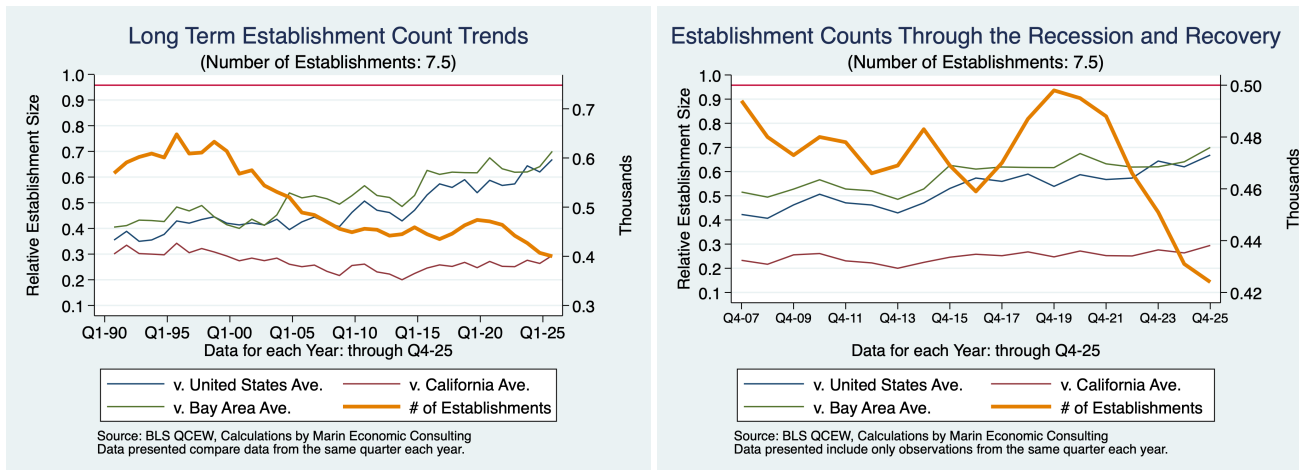 Long Term Establishment Count Trends
(Number of Establishments: 7.5)
Relative Establishment Size
1.0
0.9
0.8
0.7
0.6
0.5
0.4
0.3
0.2
0.1
0.7
0.6
0.5
0.4
0.3
Thousands
Q1-90 Q1-95 Q1-00 Q1-05 Q1-10 Q1-15 Q1-20 Q1-25
Data for each Year: through Q4-25
v. United States Ave. v. California Ave.
v. Bay Area Ave. # of Establishments
Source: BLS QCEW, Calculations by Marin Economic Consulting
Data presented compare data from the same quarter each year.
Establishment Counts Through the Recession and Recovery
(Number of Establishments: 7.5)
Relative Establishment Size
1.0
0.9
0.8
0.7
0.6
0.5
0.4
0.3
0.2
0.1
0.50
0.48
0.46
0.44
0.42
Thousands
Q4-07 Q4-09 Q4-11 Q4-13 Q4-15 Q4-17 Q4-19 Q4-21 Q4-23 Q4-25
Data for each Year: through Q4-25
v. United States Ave. v. California Ave.
v. Bay Area Ave. # of Establishments
Source: BLS QCEW, Calculations by Marin Economic Consulting
Data presented include only observations from the same quarter each year.